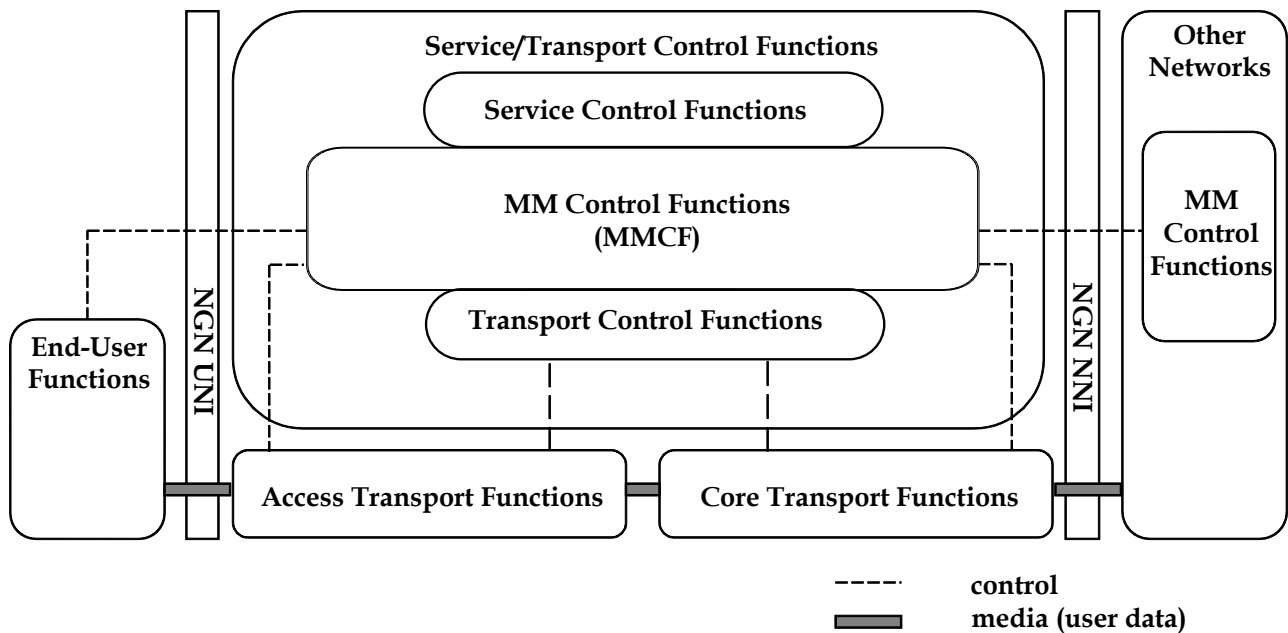 Service/Transport Control Functions
Service Control Functions
MM Control Functions
(MMCF)
Transport Control Functions
End-User
Functions
NGN UNI
Access Transport Functions
Core Transport Functions
NGN NNI
Other
Networks
MM
Control
Functions
control
media (user data)